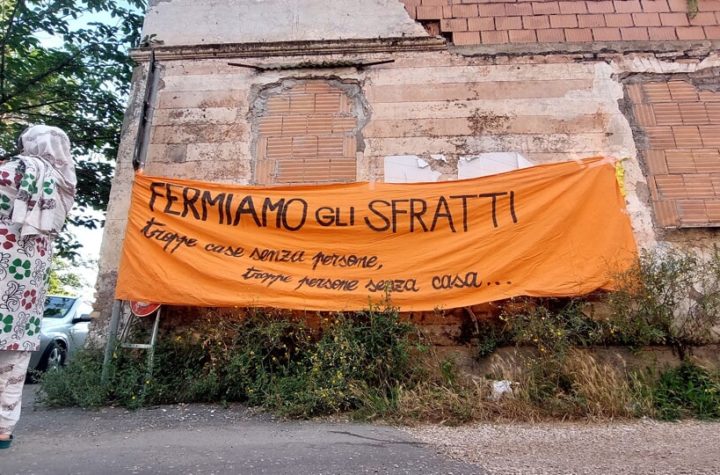 FERMIAMO GLI SFRATTI
troppe case senza persone,
troppe persone senza casa...